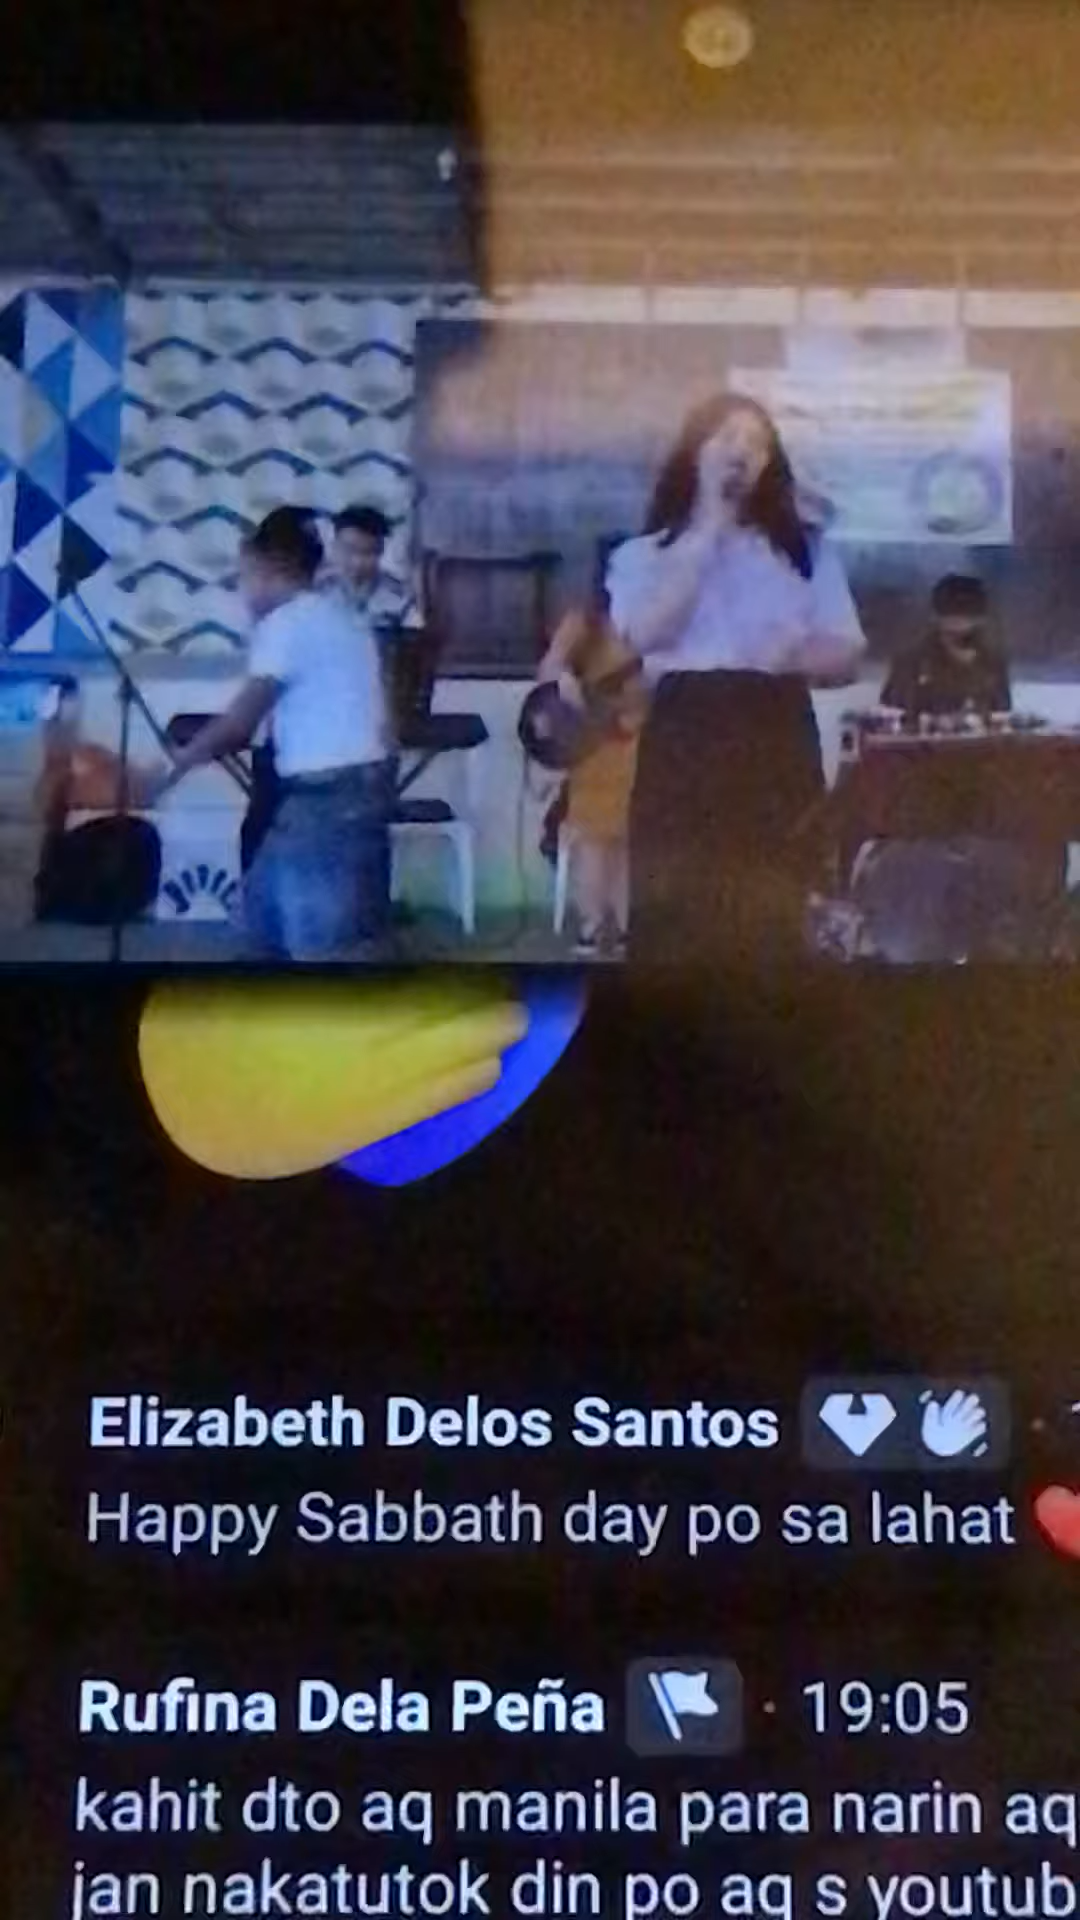 Elizabeth Delos Santos
Happy Sabbath day po sa lahat
Rufina Dela Peña · 19:05
kahit dto aq manila para narin aq
jan nakatutok din po aq s youtub